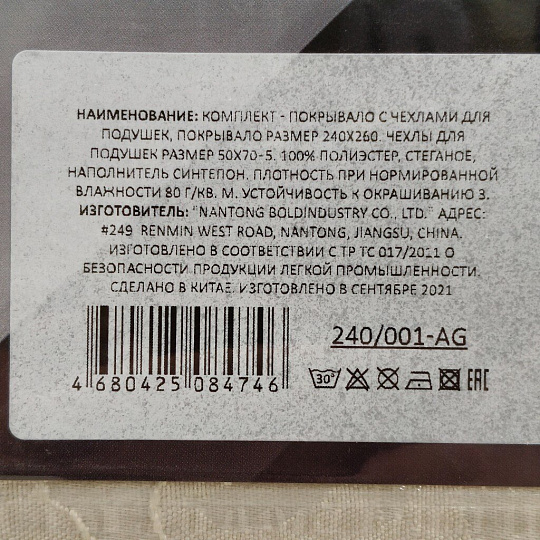 НАИМЕНОВАНИЕ: КОМПЛЕКТ - ПОКРЫВАЛО С ЧЕХЛАМИ ДЛЯ
ПОДУШЕК, ПОКРЫВАЛО РАЗМЕР 240X260. ЧЕХЛЫ ДЛЯ
ПОДУШЕК РАЗМЕР 50X70-5. 100% ПОЛИЭСТЕР, СТЕГАНОЕ,
НАПОЛНИТЕЛЬ СИНТЕПОН. ПЛОТНОСТЬ ПРИ НОРМИРОВАННОЙ
ВЛАЖНОСТИ 80 Г/КВ. М. УСТОЙЧИВОСТЬ К ОКРАШИВАНИЮ 3.
ИЗГОТОВИТЕЛЬ: "NANTONG BOLDINDUSTRY CO., LTD." АДРЕС:
#249 RENMIN WEST ROAD, NANTONG, JIANGSU, CHINA.
ИЗГОТОВЛЕНО В СООТВЕТСТВИИ С ТР ТС 017/2011 О
БЕЗОПАСНОСТИ ПРОДУКЦИИ ЛЕГКОЙ ПРОМЫШЛЕННОСТИ.
СДЕЛАНО В КИТАЕ. ИЗГОТОВЛЕНО В СЕНТЯБРЕ 2021
240/001-AG
4 680425 084746
30° EAC